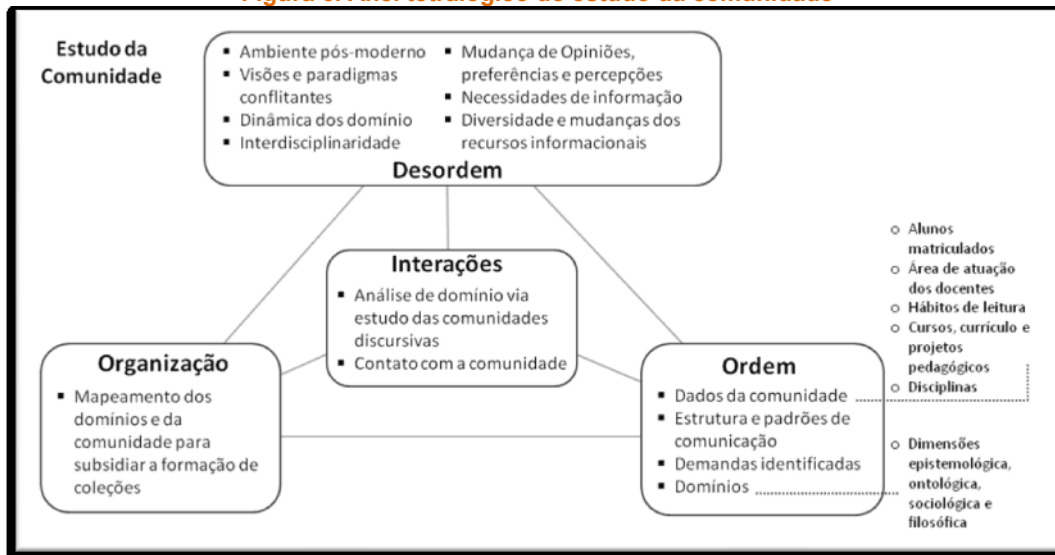 Estudo da
Comunidade
▪ Ambiente pós-moderno
▪ Visões e paradigmas
conflitantes
▪ Dinâmica dos domínio
▪ Interdisciplinaridade
▪ Mudança de Opiniões,
preferências e percepções
▪ Necessidades de informação
▪ Diversidade e mudanças dos
recursos informacionais
Desordem
Interações
▪ Análise de domínio via
estudo das comunidades
discursivas
▪ Contato com a comunidade
Organização
▪ Mapeamento dos
domínios e da
comunidade para
subsidiar a formação de
coleções
Ordem
▪ Dados da comunidade
▪ Estrutura e padrões de
comunicação
▪ Demandas identificadas
▪ Domínios
○ Alunos
matriculados
○ Área de atuação
dos docentes
○ Hábitos de leitura
○ Cursos, currículo e
projetos
pedagógicos
○ Disciplinas
○ Dimensões
epistemológica,
ontológica,
sociológica e
filosófica